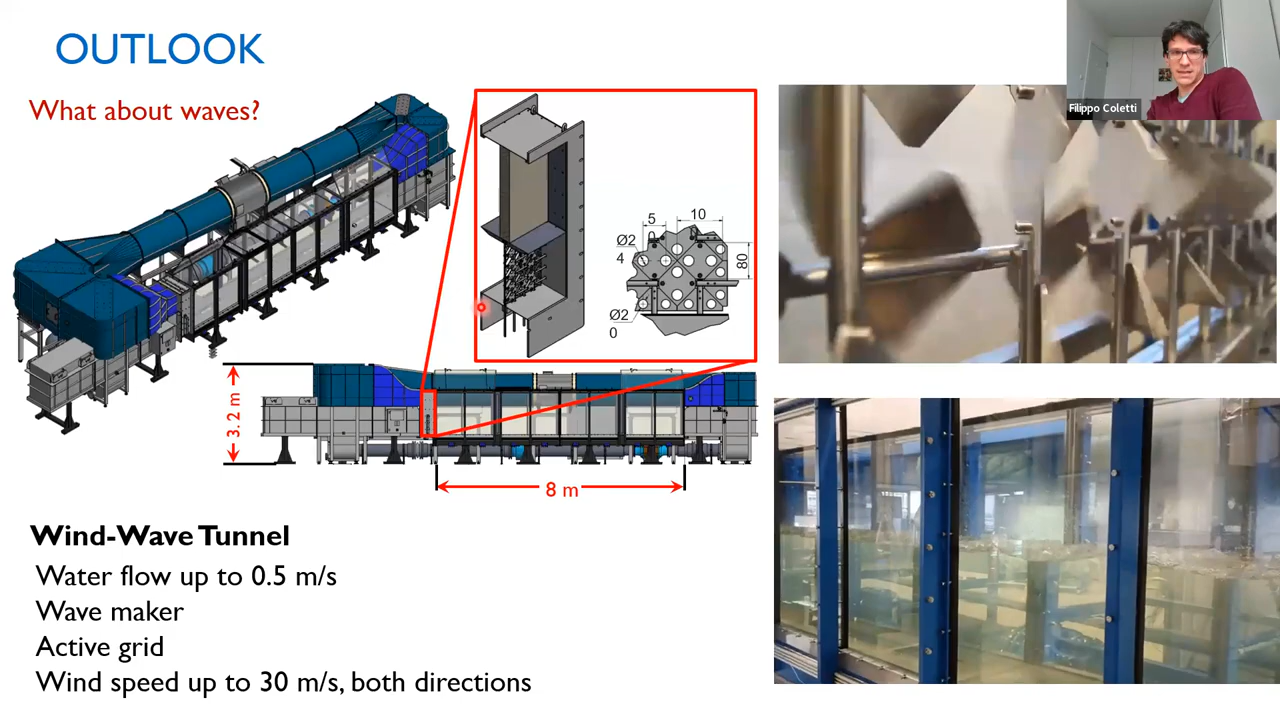 OUTLOOK
What about waves?
Filippo Coletti
5
0
10
Ø2
4
80
Ø2
0
3.2 m
8 m
Wind-Wave Tunnel
Water flow up to 0.5 m/s
Wave maker
Active grid
Wind speed up to 30 m/s, both directions